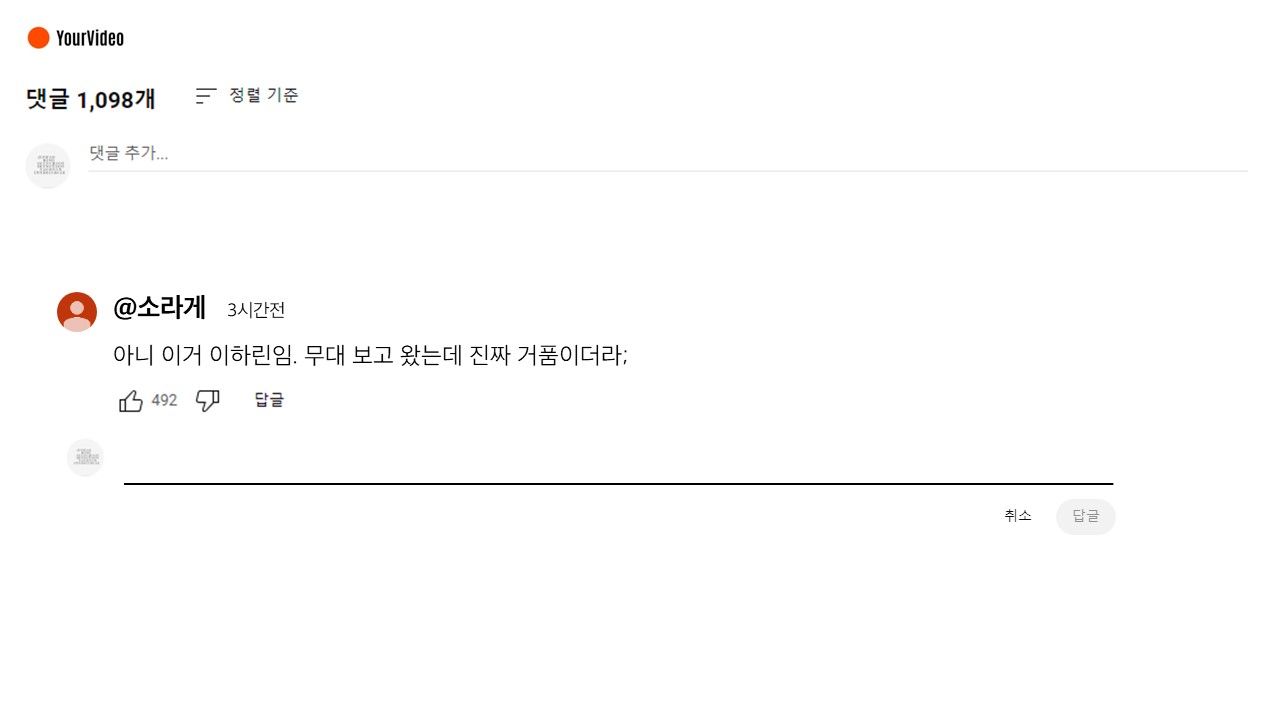 YourVideo
댓글 1,098개 정렬 기준
댓글 추가...
@소라게 3시간전
아니 이거 이하린임. 무대 보고 왔는데 진짜 거품이더라;
492 답글
취소 답글